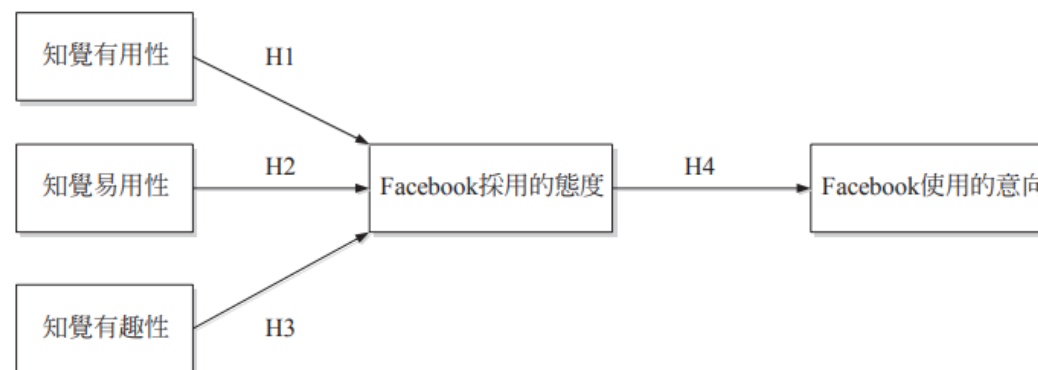 知覺有用性
H1
知覺易用性
H2
Facebook採用的態度
H4
Facebook使用的意向
知覺有趣性
H3